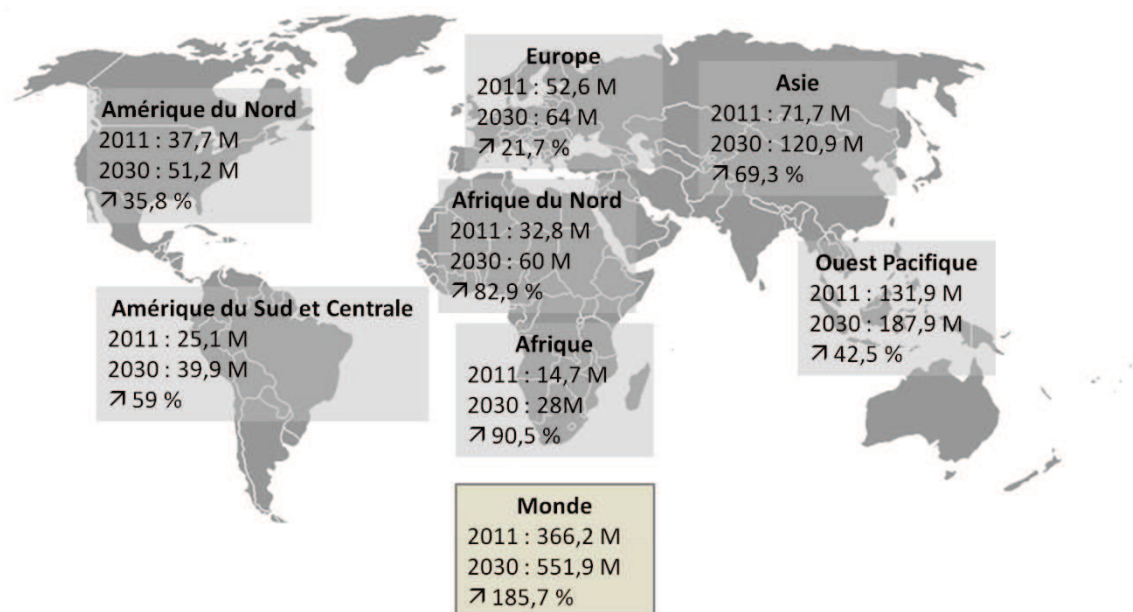 Europe
2011 : 52,6 M
2030 : 64 M
↗ 21,7 %
Asie
2011 : 71,7 M
2030 : 120,9 M
↗ 69,3 %
Amérique du Nord
2011 : 37,7 M
2030 : 51,2 M
↗ 35,8 %
Afrique du Nord
2011 : 32,8 M
2030 : 60 M
↗ 82,9 %
Ouest Pacifique
2011 : 131,9 M
2030 : 187,9 M
↗ 42,5 %
Amérique du Sud et Centrale
2011 : 25,1 M
2030 : 39,9 M
↗ 59 %
Afrique
2011 : 14,7 M
2030 : 28M
↗ 90,5 %
Monde
2011 : 366,2 M
2030 : 551,9 M
↗ 185,7 %